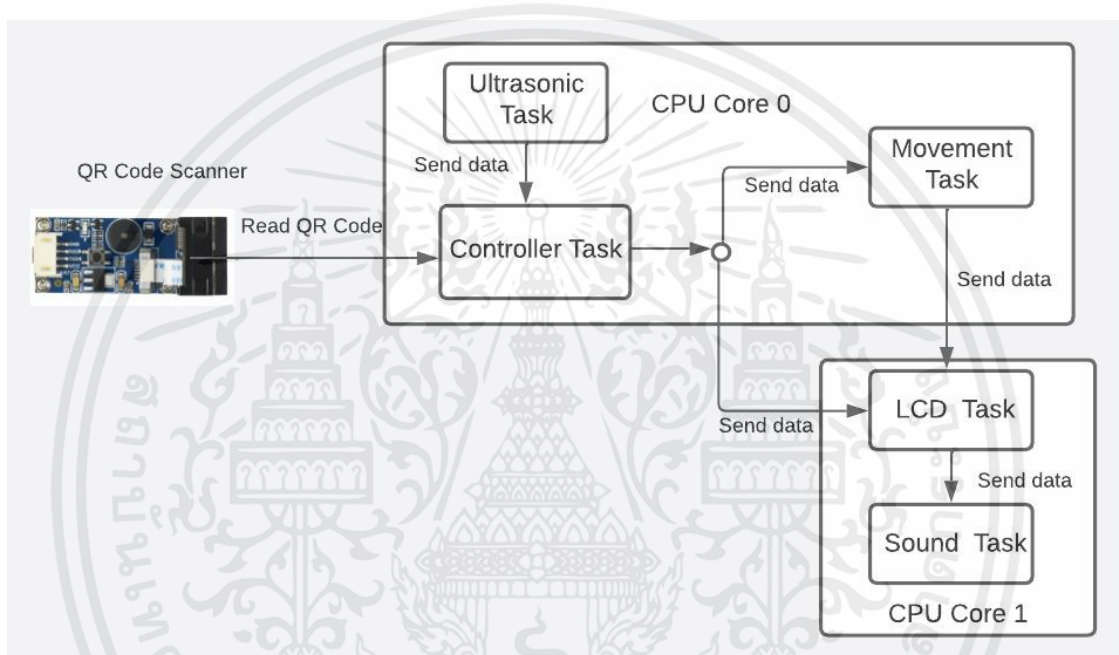 Ultrasonic
Task
CPU Core 0
Send data
Movement
Task
Send data
QR Code Scanner
Read QR Code
Controller Task
Send data
LCD Task
Send data
Send data
Sound Task
CPU Core 1